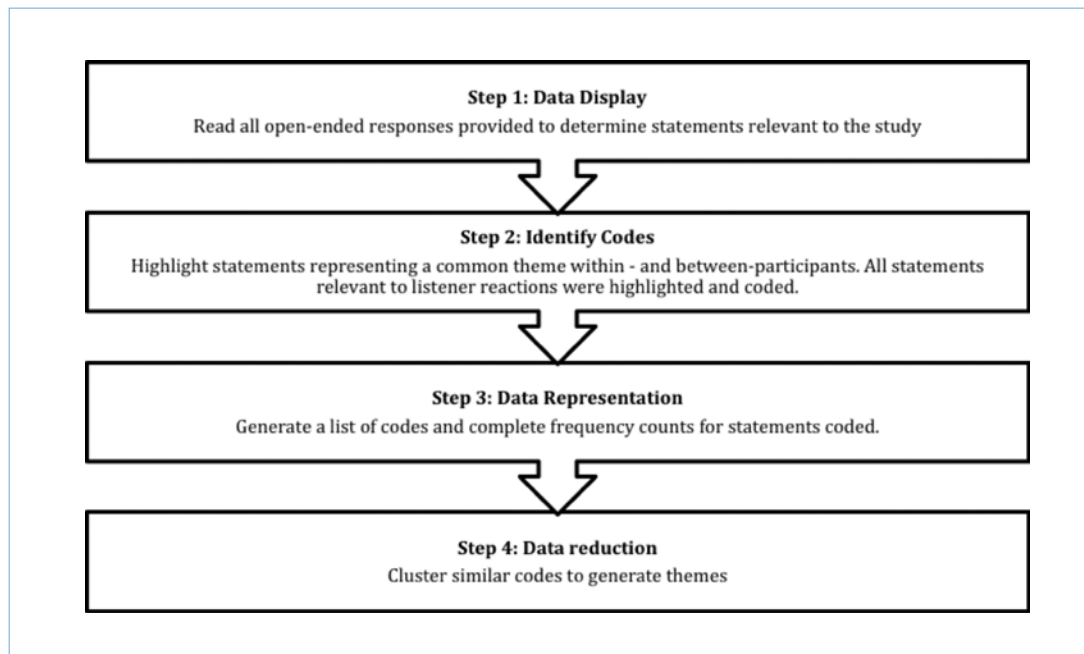 Step 1: Data Display
Read all open-ended responses provided to determine statements relevant to the study
Step 2: Identify Codes
Highlight statements representing a common theme within - and between-participants. All statements
relevant to listener reactions were highlighted and coded.
Step 3: Data Representation
Generate a list of codes and complete frequency counts for statements coded.
Step 4: Data reduction
Cluster similar codes to generate themes